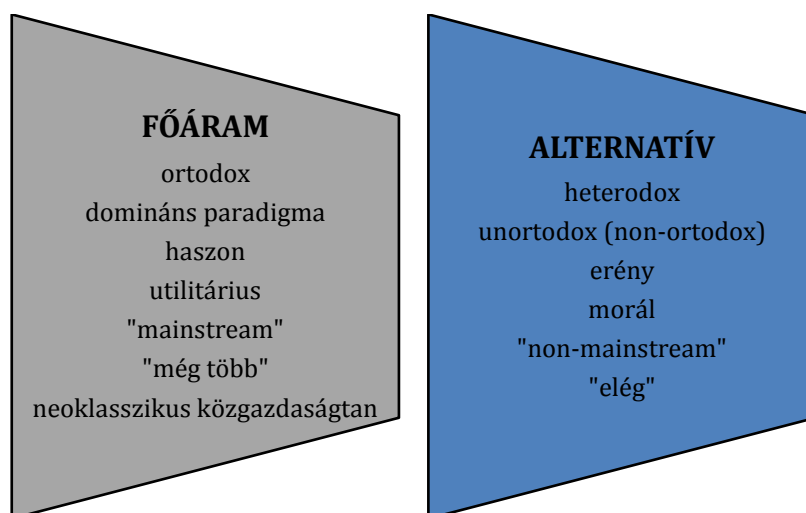 FŐÁRAM
ortodox
domináns paradigma
haszon
utilitárius
"mainstream"
"még több"
neoklasszikus közgazdaságtan
ALTERNATÍV
heterodox
unortodox (non-ortodox)
erény
morál
"non-mainstream"
"elég"